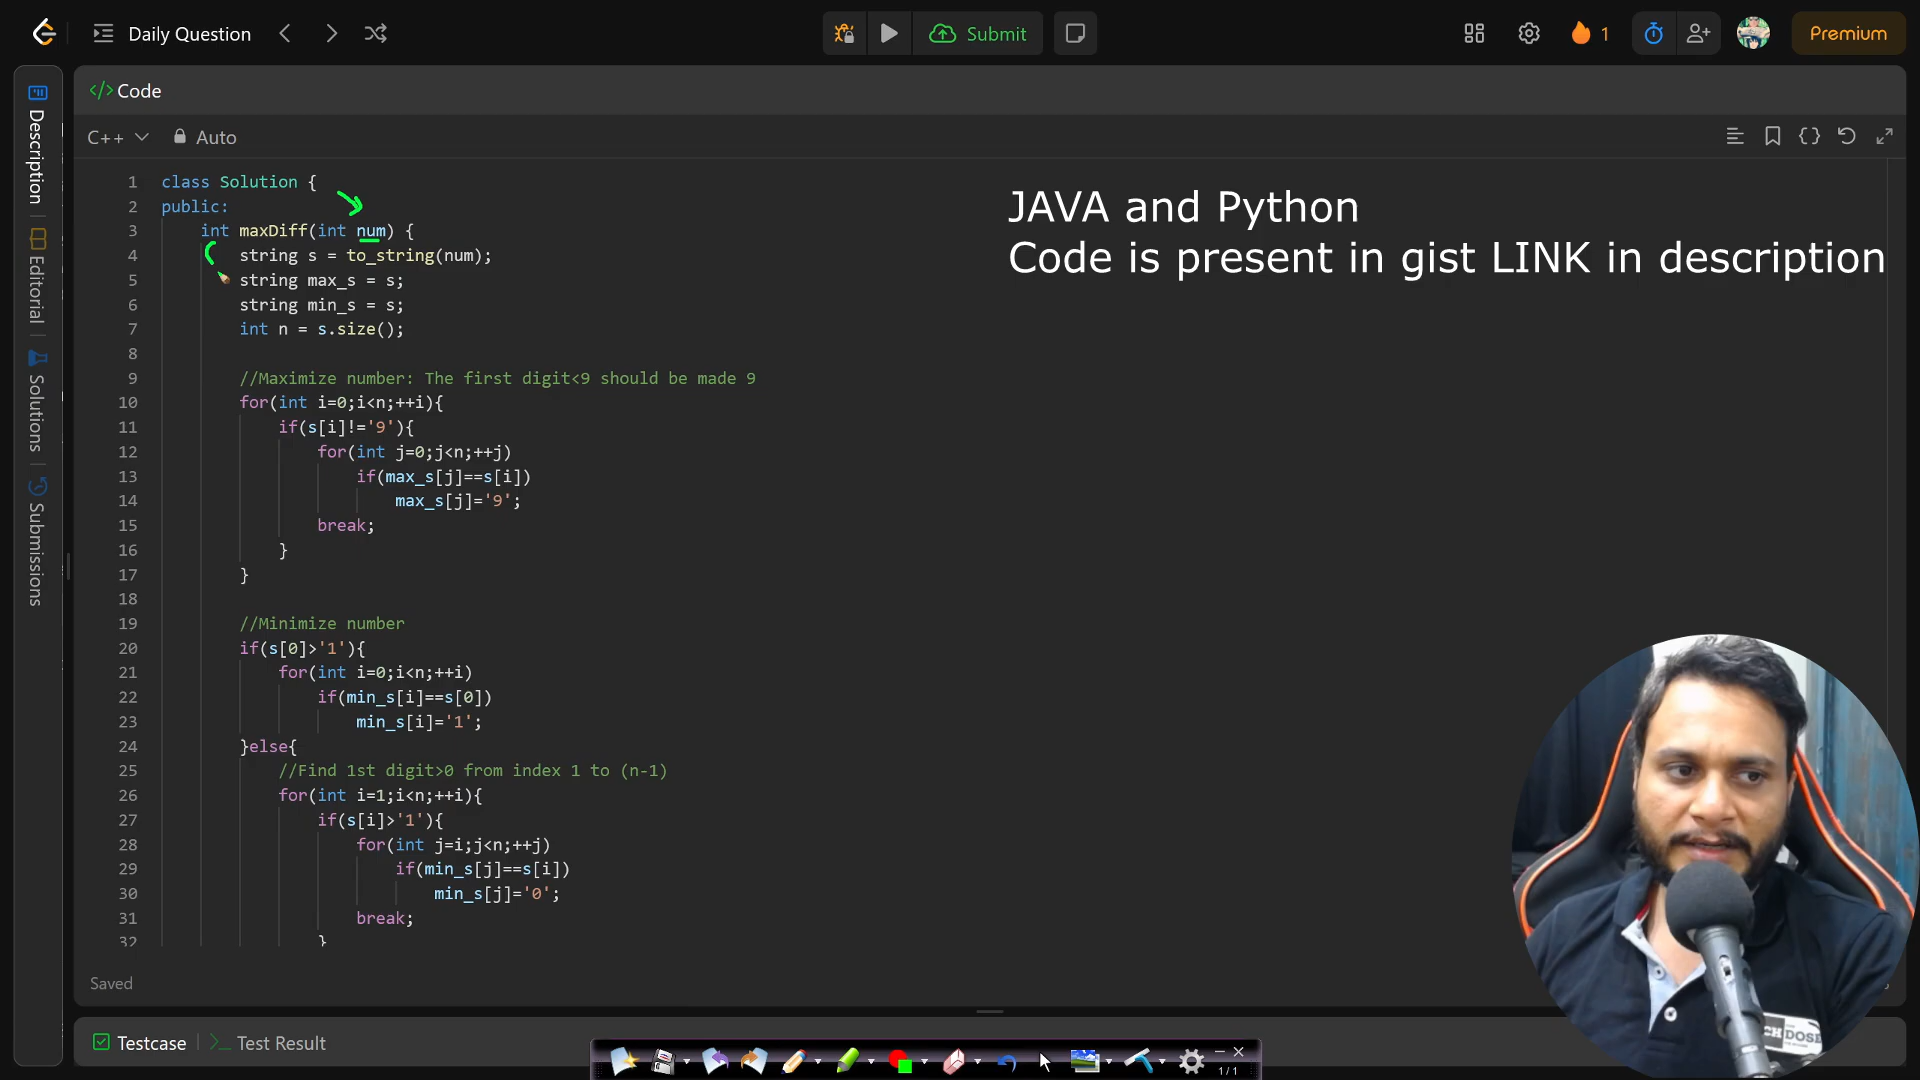 Daily Question
Submit
1
Premium
Description
Editorial
Solutions
Submissions
</> Code
C++ Auto
1 class Solution {
2 public:
3 int maxDiff(int num) {
4 string s = to_string(num);
5 string max_s = s;
6 string min_s = s;
7 int n = s.size();
8
9 //Maximize number: The first digit<9 should be made 9
10 for(int i=0;i<n;++i){
11 if(s[i]!='9'){
12 for(int j=0;j<n;++j)
13 if(max_s[j]==s[i])
14 max_s[j]='9';
15 break;
16 }
17 }
18
19 //Minimize number
20 if(s[0]>'1'){
21 for(int i=0;i<n;++i)
22 if(min_s[i]==s[0])
23 min_s[i]='1';
24 }else{
25 //Find 1st digit>0 from index 1 to (n-1)
26 for(int i=1;i<n;++i){
27 if(s[i]>'1'){
28 for(int j=i;j<n;++j)
29 if(min_s[j]==s[i])
30 min_s[j]='0';
31 break;
32 }
JAVA and Python
Code is present in gist LINK in description
Saved
Testcase
Test Result
1/1